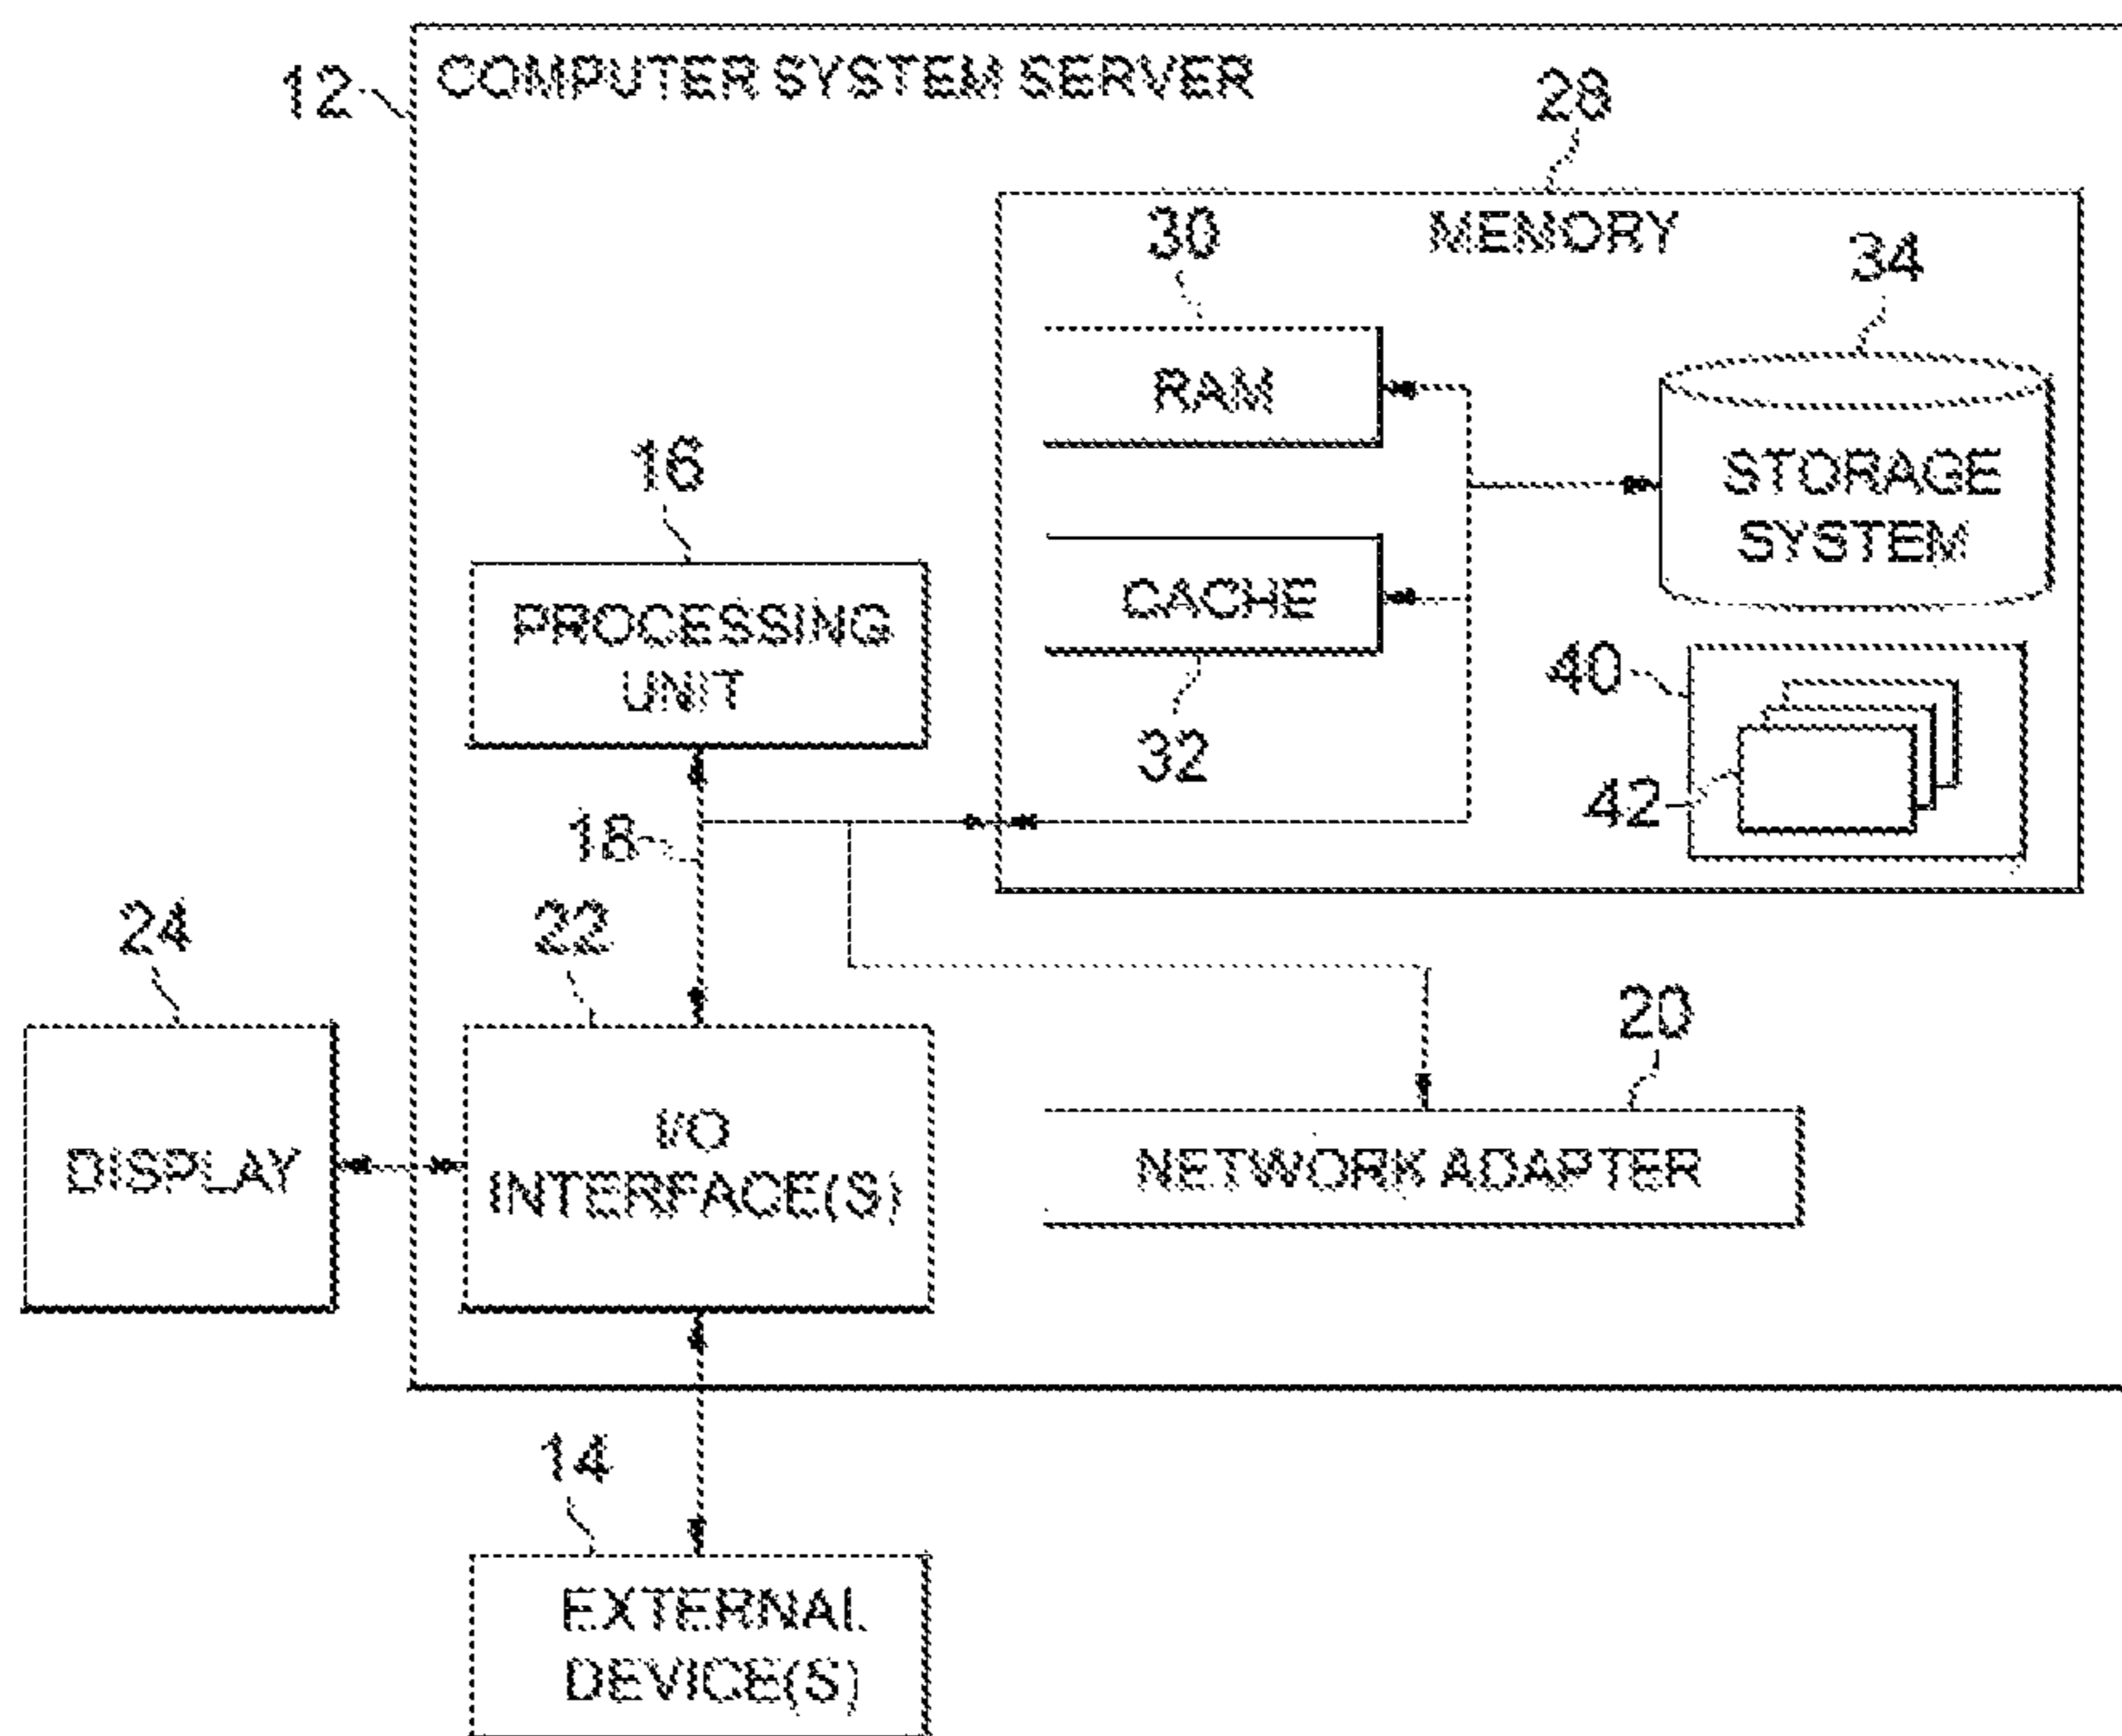 12
COMPUTER SYSTEM SERVER
28
MEMORY
30
34
RAM
STORAGE
SYSTEM
16
PROCESSING
UNIT
CACHE
32
40
42
18
24
22
20
DISPLAY
I/O
INTERFACE(S)
NETWORK ADAPTER
14
EXTERNAL
DEVICE(S)